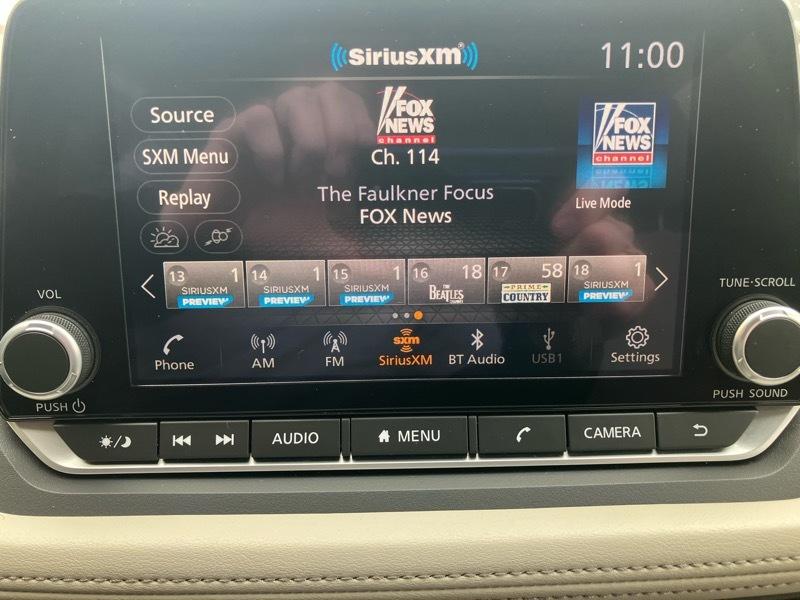 SiriusXM
11:00
Source
SXM Menu
Replay
FOX
NEWS
channel
Ch. 114
The Faulkner Focus
FOX News
FOX
NEWS
channel
Live Mode
13 1
SIRIUSXM
PREVIEW
14 1
SIRIUSXM
PREVIEW
15 1
SIRIUSXM
PREVIEW
16 18
THE
BEATLES
CHANNEL
17 58
PRIME
COUNTRY
18 1
SIRIUSXM
PREVIEW
Phone
AM
FM
sxm
SiriusXM
BT Audio
USB1
Settings
VOL
PUSH
TUNE·SCROLL
PUSH SOUND
AUDIO
MENU
CAMERA